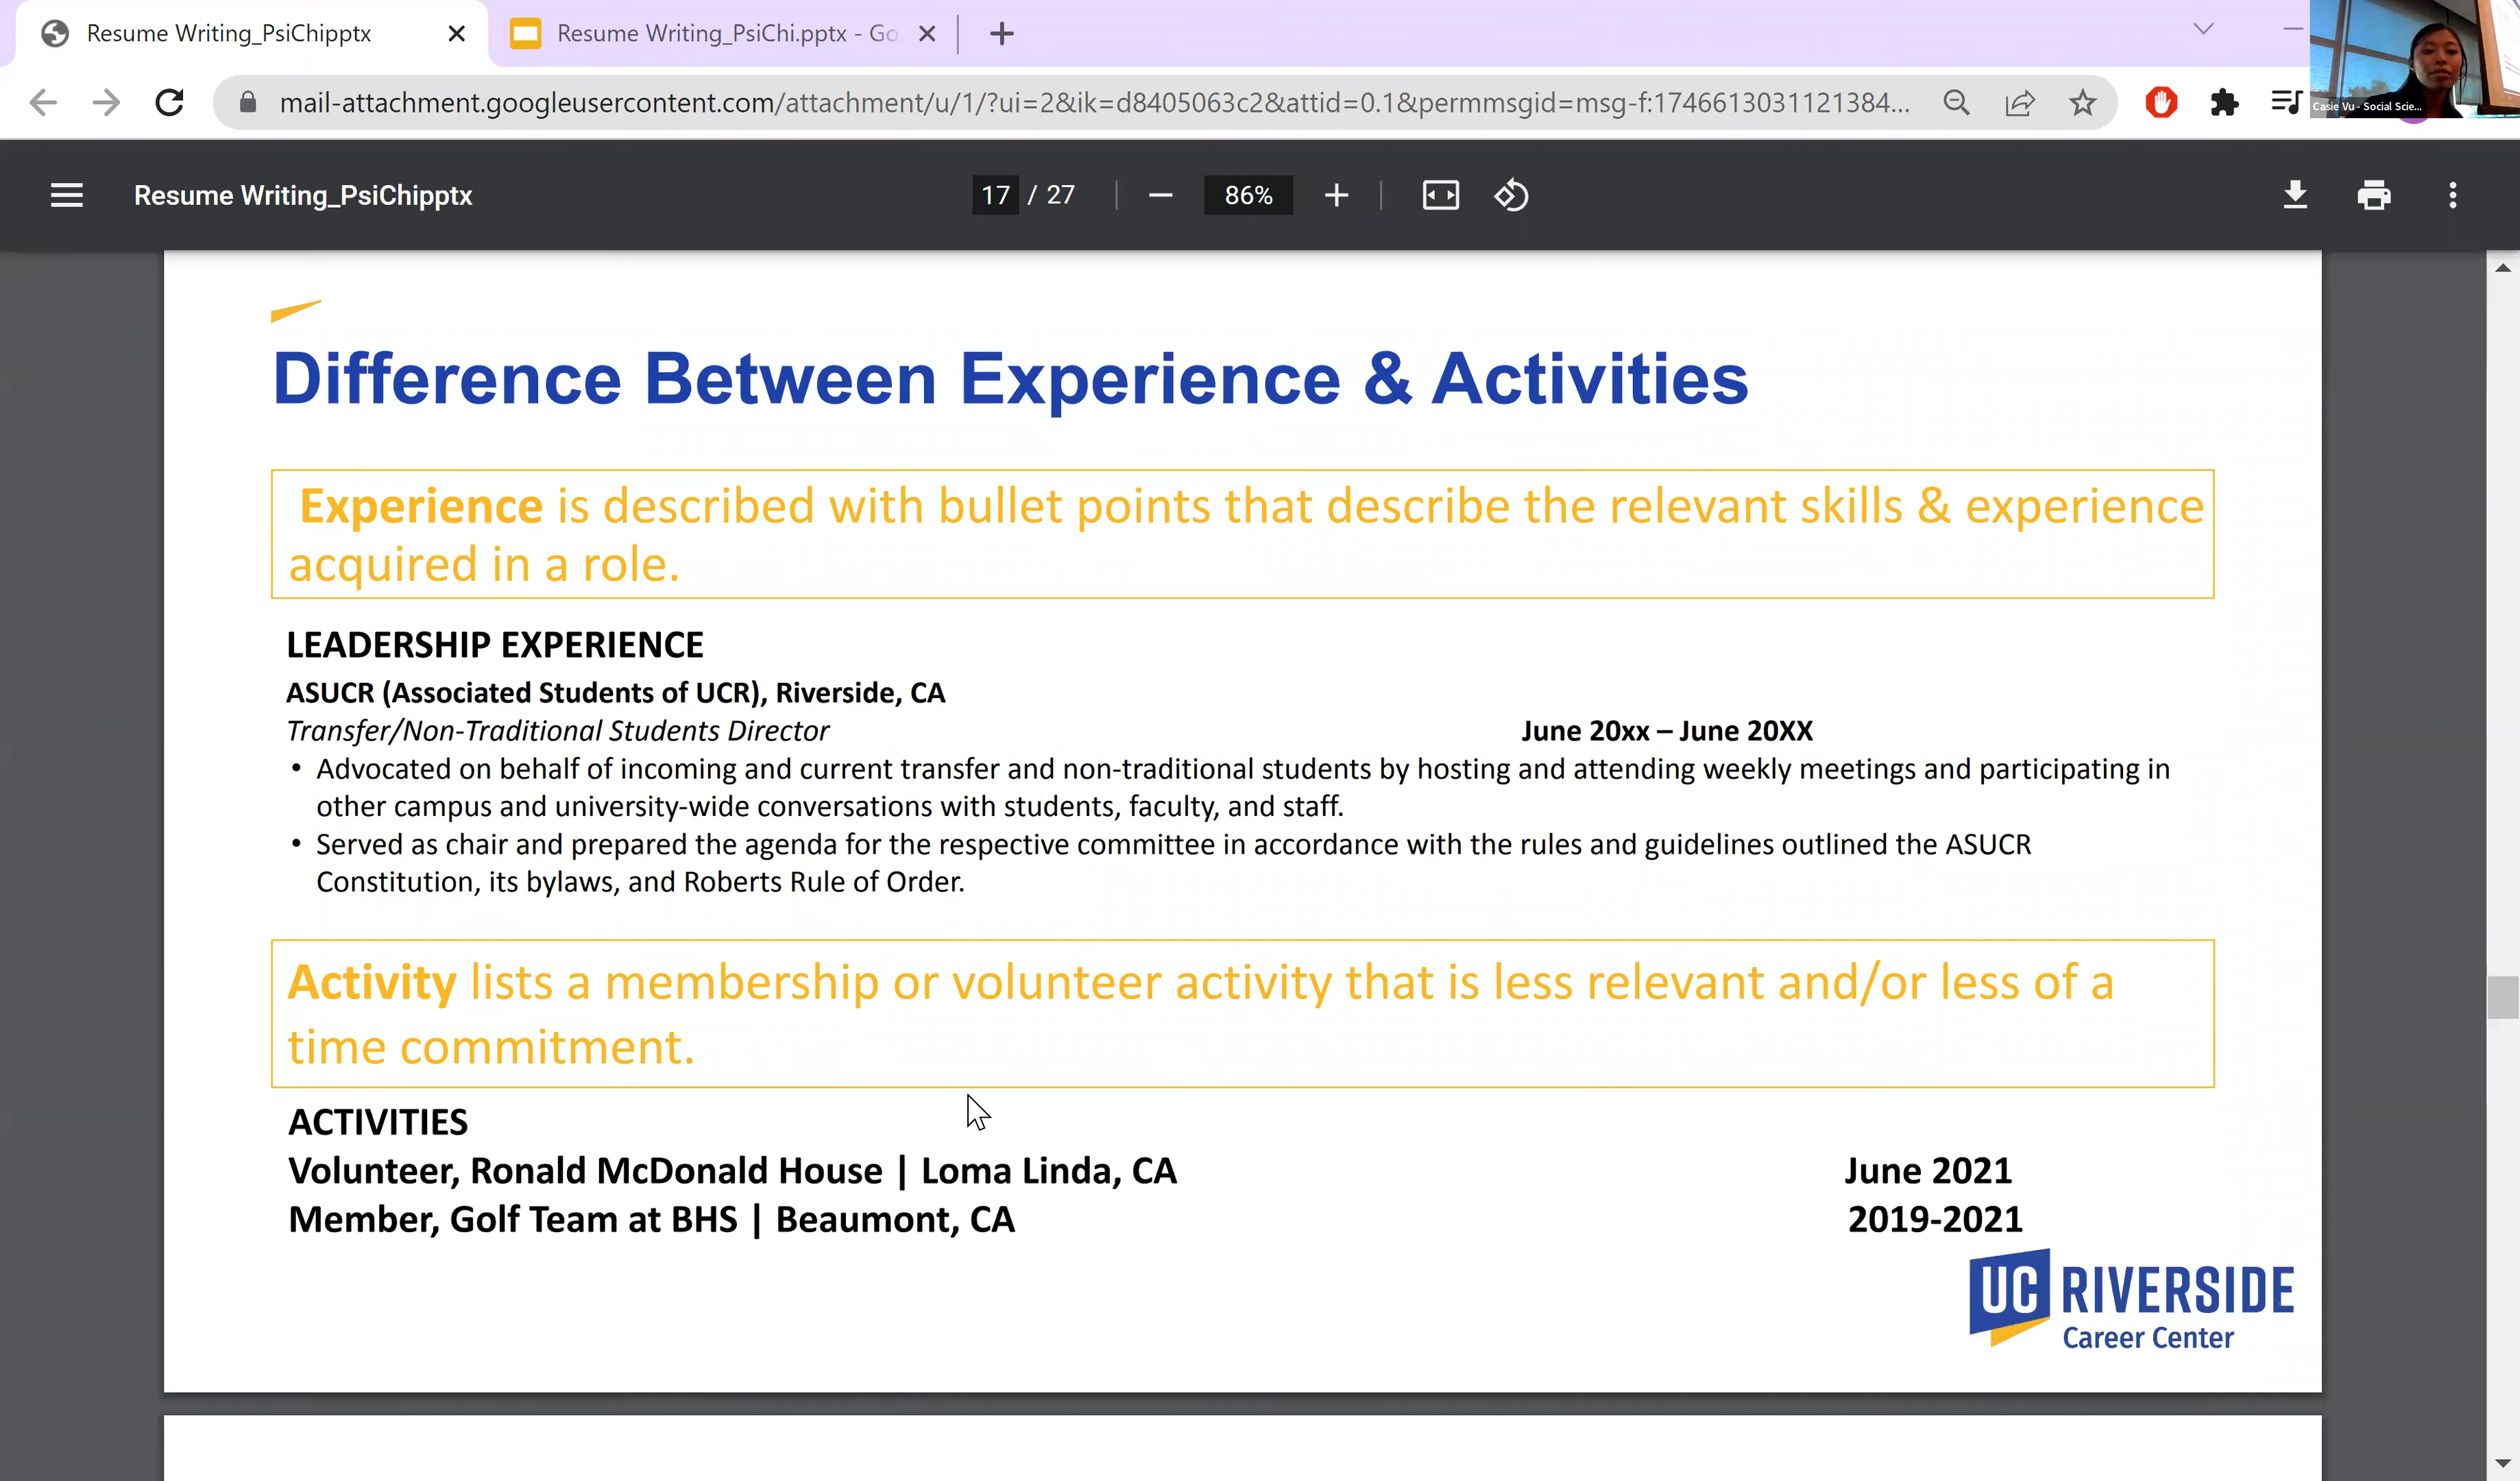 Resume Writing_PsiChipptx
Resume Writing_PsiChi.pptx - Go
mail-attachment.googleusercontent.com/attachment/u/1/?ui=2&ik=d8405063c2&attid=0.1&permmsgid=msg-f:1746613031121384...
Casie Vu - Social Scie...
Resume Writing_PsiChipptx
17 / 27
86%
Difference Between Experience & Activities
Experience is described with bullet points that describe the relevant skills & experience
acquired in a role.
LEADERSHIP EXPERIENCE
ASUCR (Associated Students of UCR), Riverside, CA
Transfer/Non-Traditional Students Director June 20xx – June 20XX
• Advocated on behalf of incoming and current transfer and non-traditional students by hosting and attending weekly meetings and participating in
other campus and university-wide conversations with students, faculty, and staff.
• Served as chair and prepared the agenda for the respective committee in accordance with the rules and guidelines outlined the ASUCR
Constitution, its bylaws, and Roberts Rule of Order.
Activity lists a membership or volunteer activity that is less relevant and/or less of a
time commitment.
ACTIVITIES
Volunteer, Ronald McDonald House | Loma Linda, CA June 2021
Member, Golf Team at BHS | Beaumont, CA 2019-2021
UC RIVERSIDE
Career Center